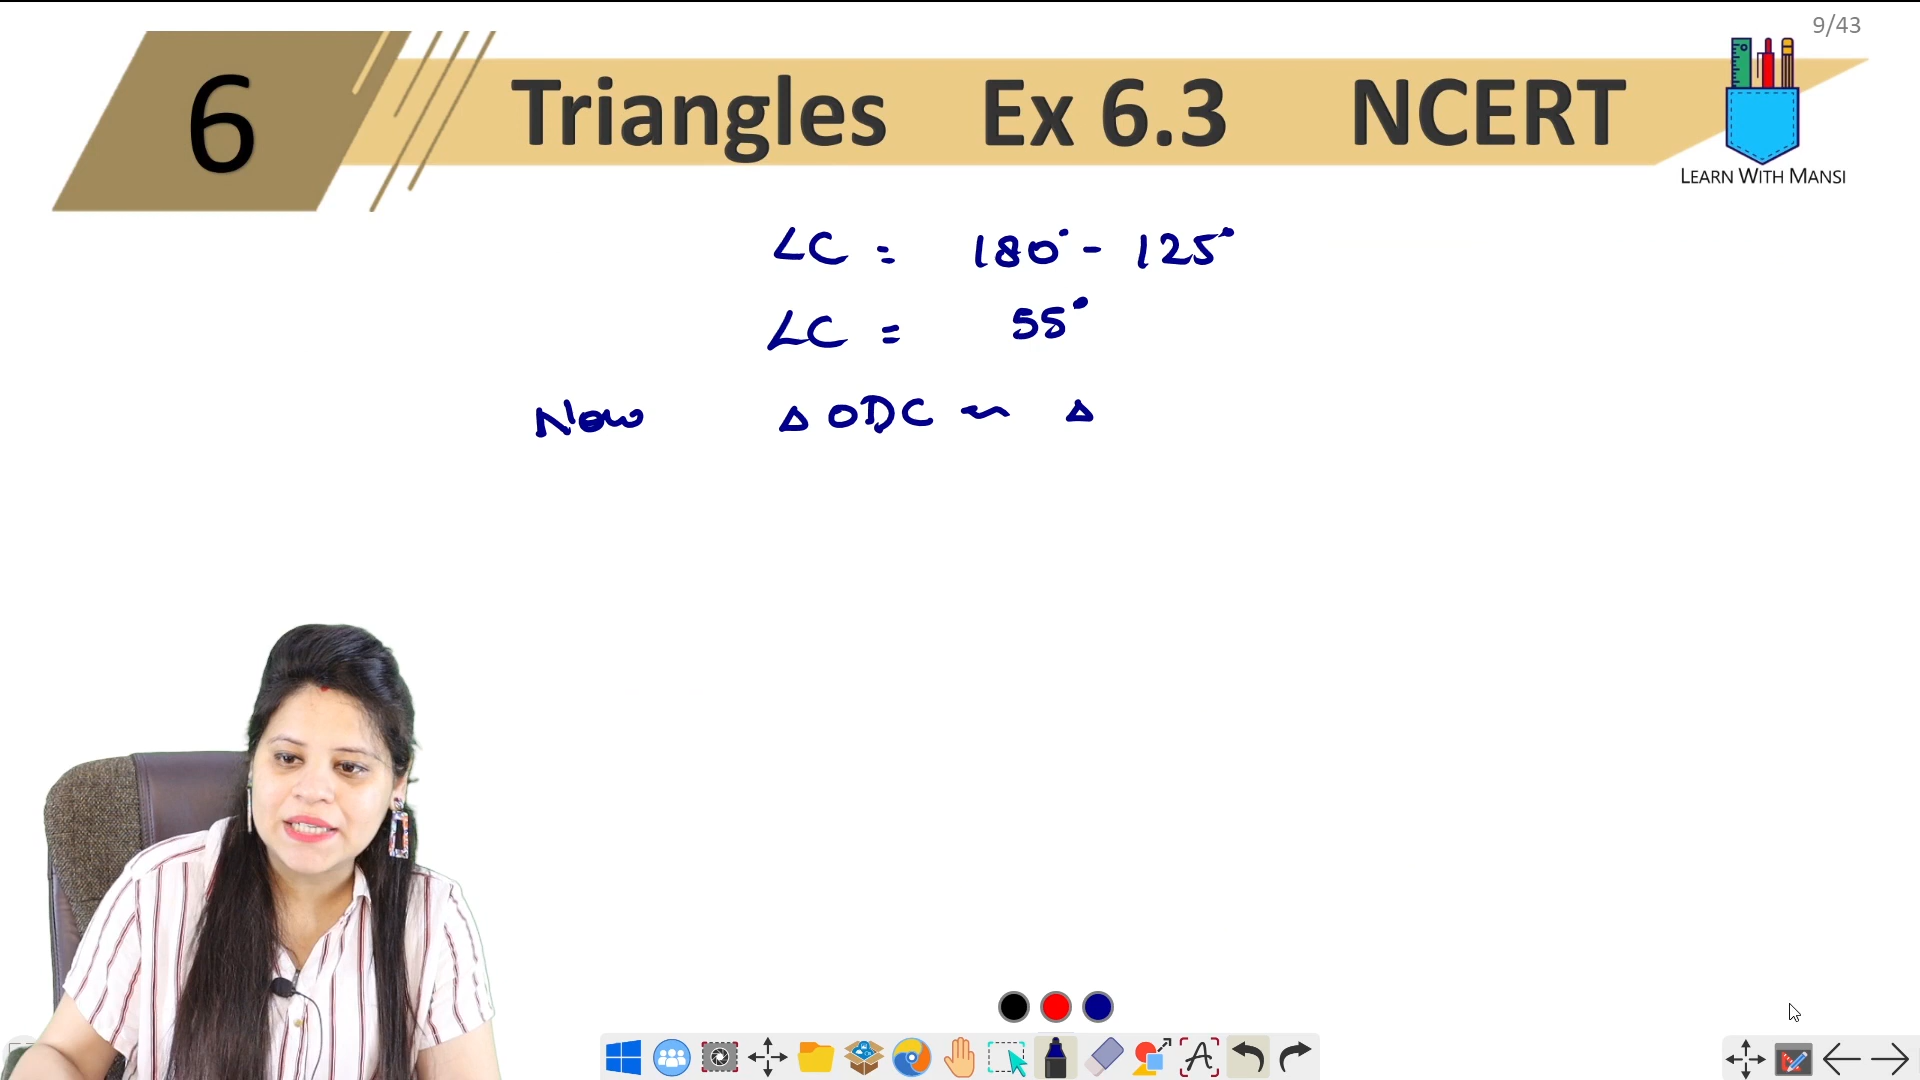 9/43
6 Triangles Ex 6.3 NCERT
LEARN WITH MANSI
∠C = 180° - 125°
∠C = 55°
Now △ ODC ~ △